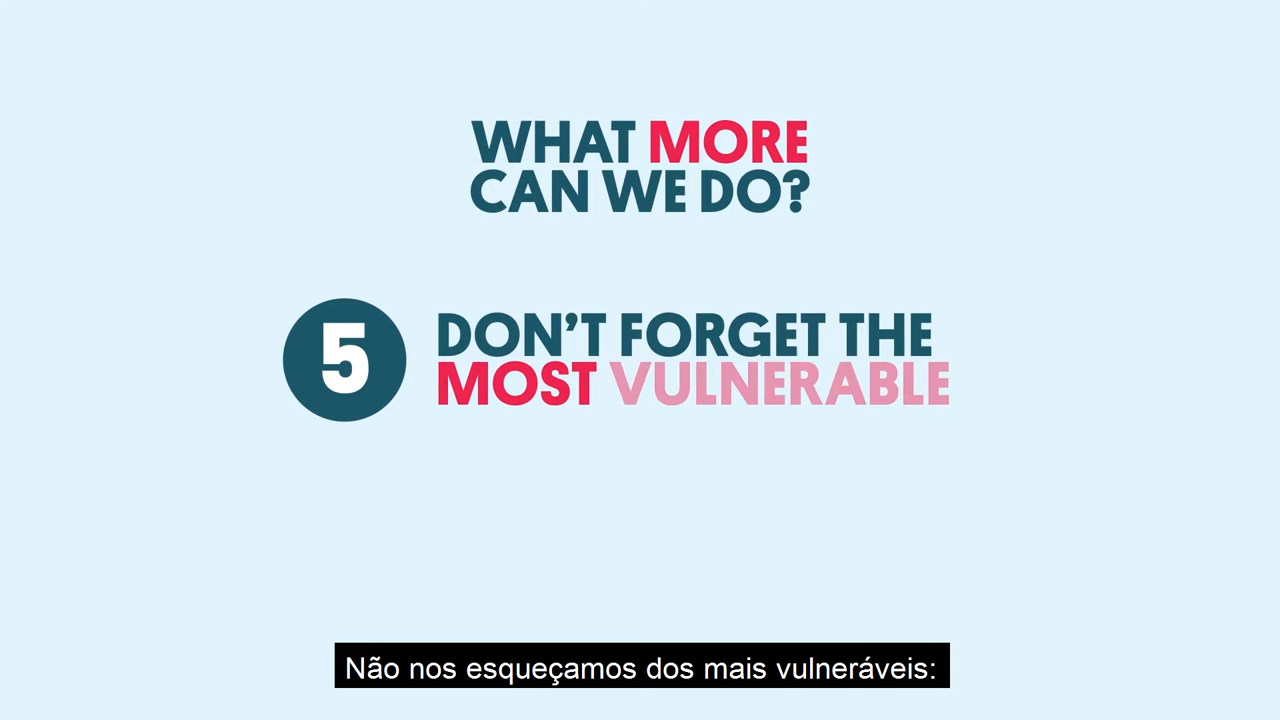 WHAT MORE
CAN WE DO?
5
DON'T FORGET THE
MOST VULNERABLE
Não nos esqueçamos dos mais vulneráveis: